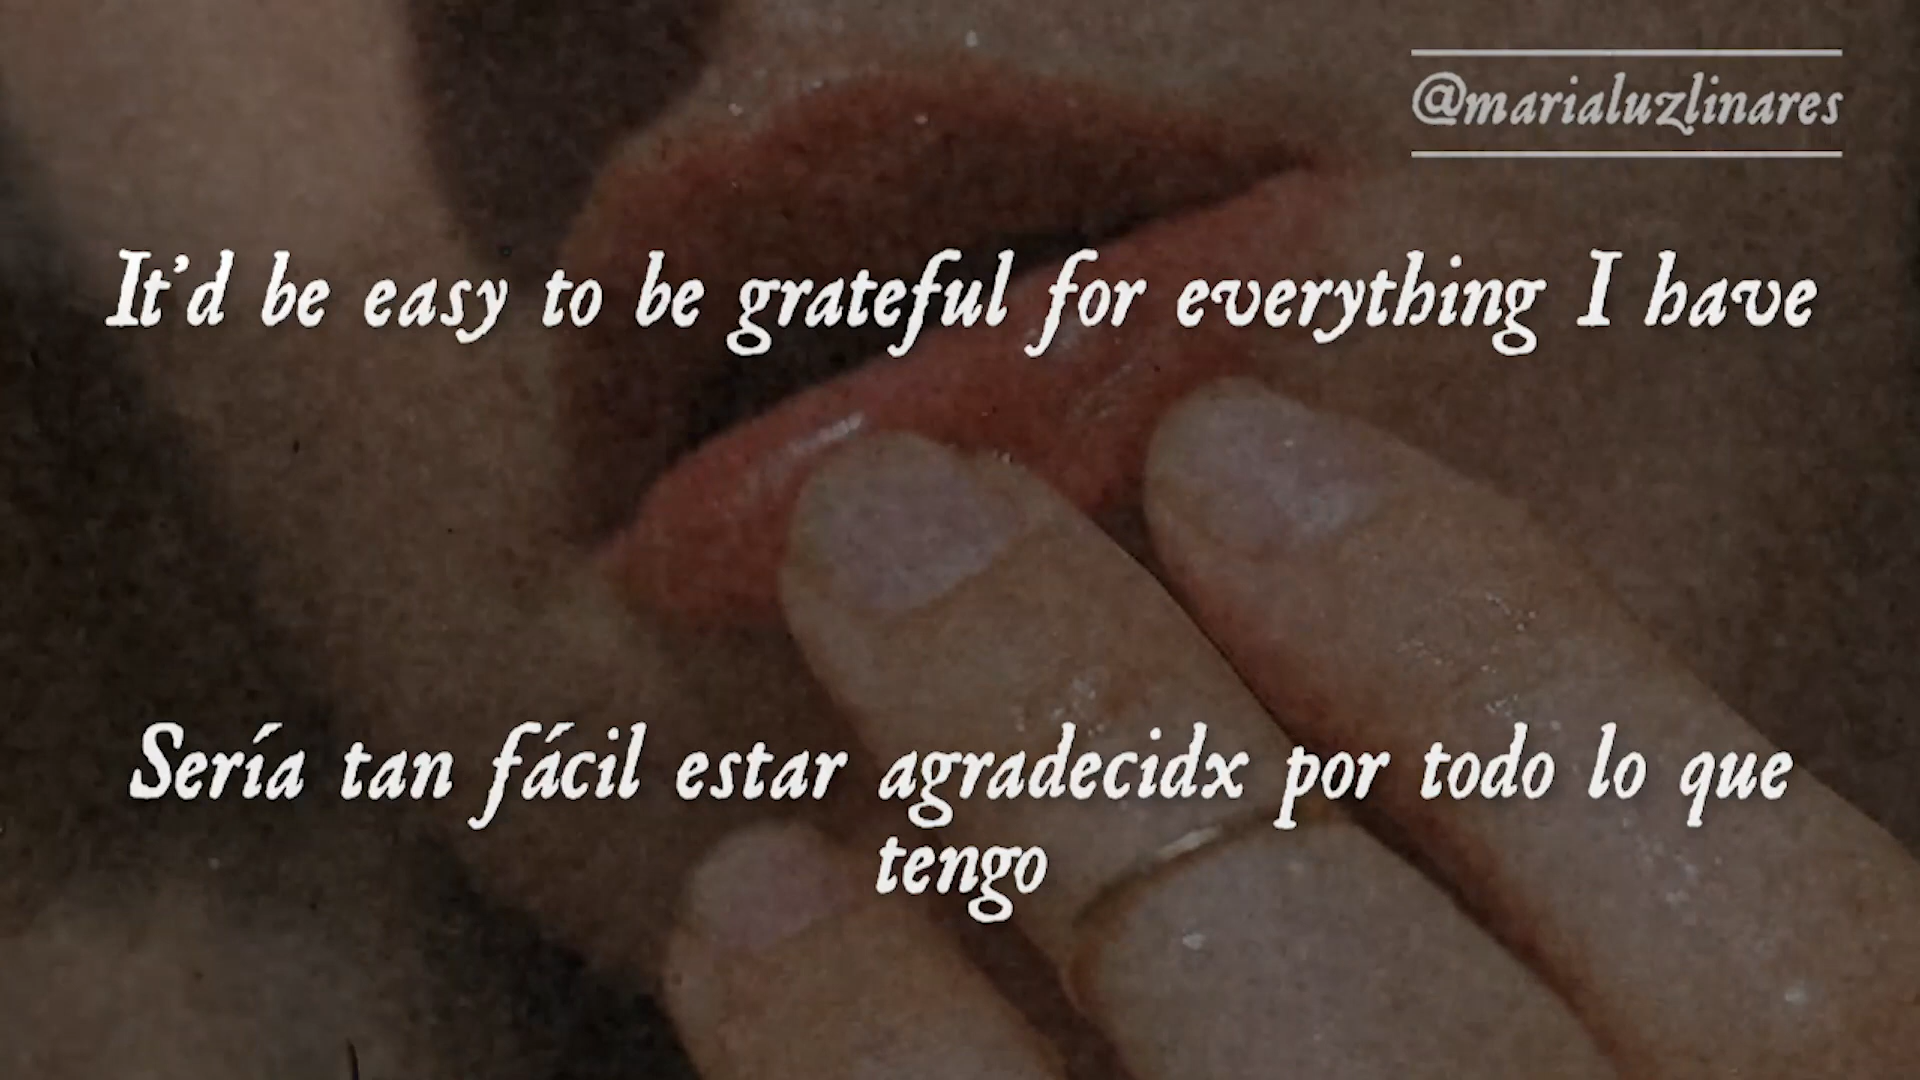 @marialuzlinares
It'd be easy to be grateful for everything I have
Sería tan fácil estar agradecidx por todo lo que
tengo